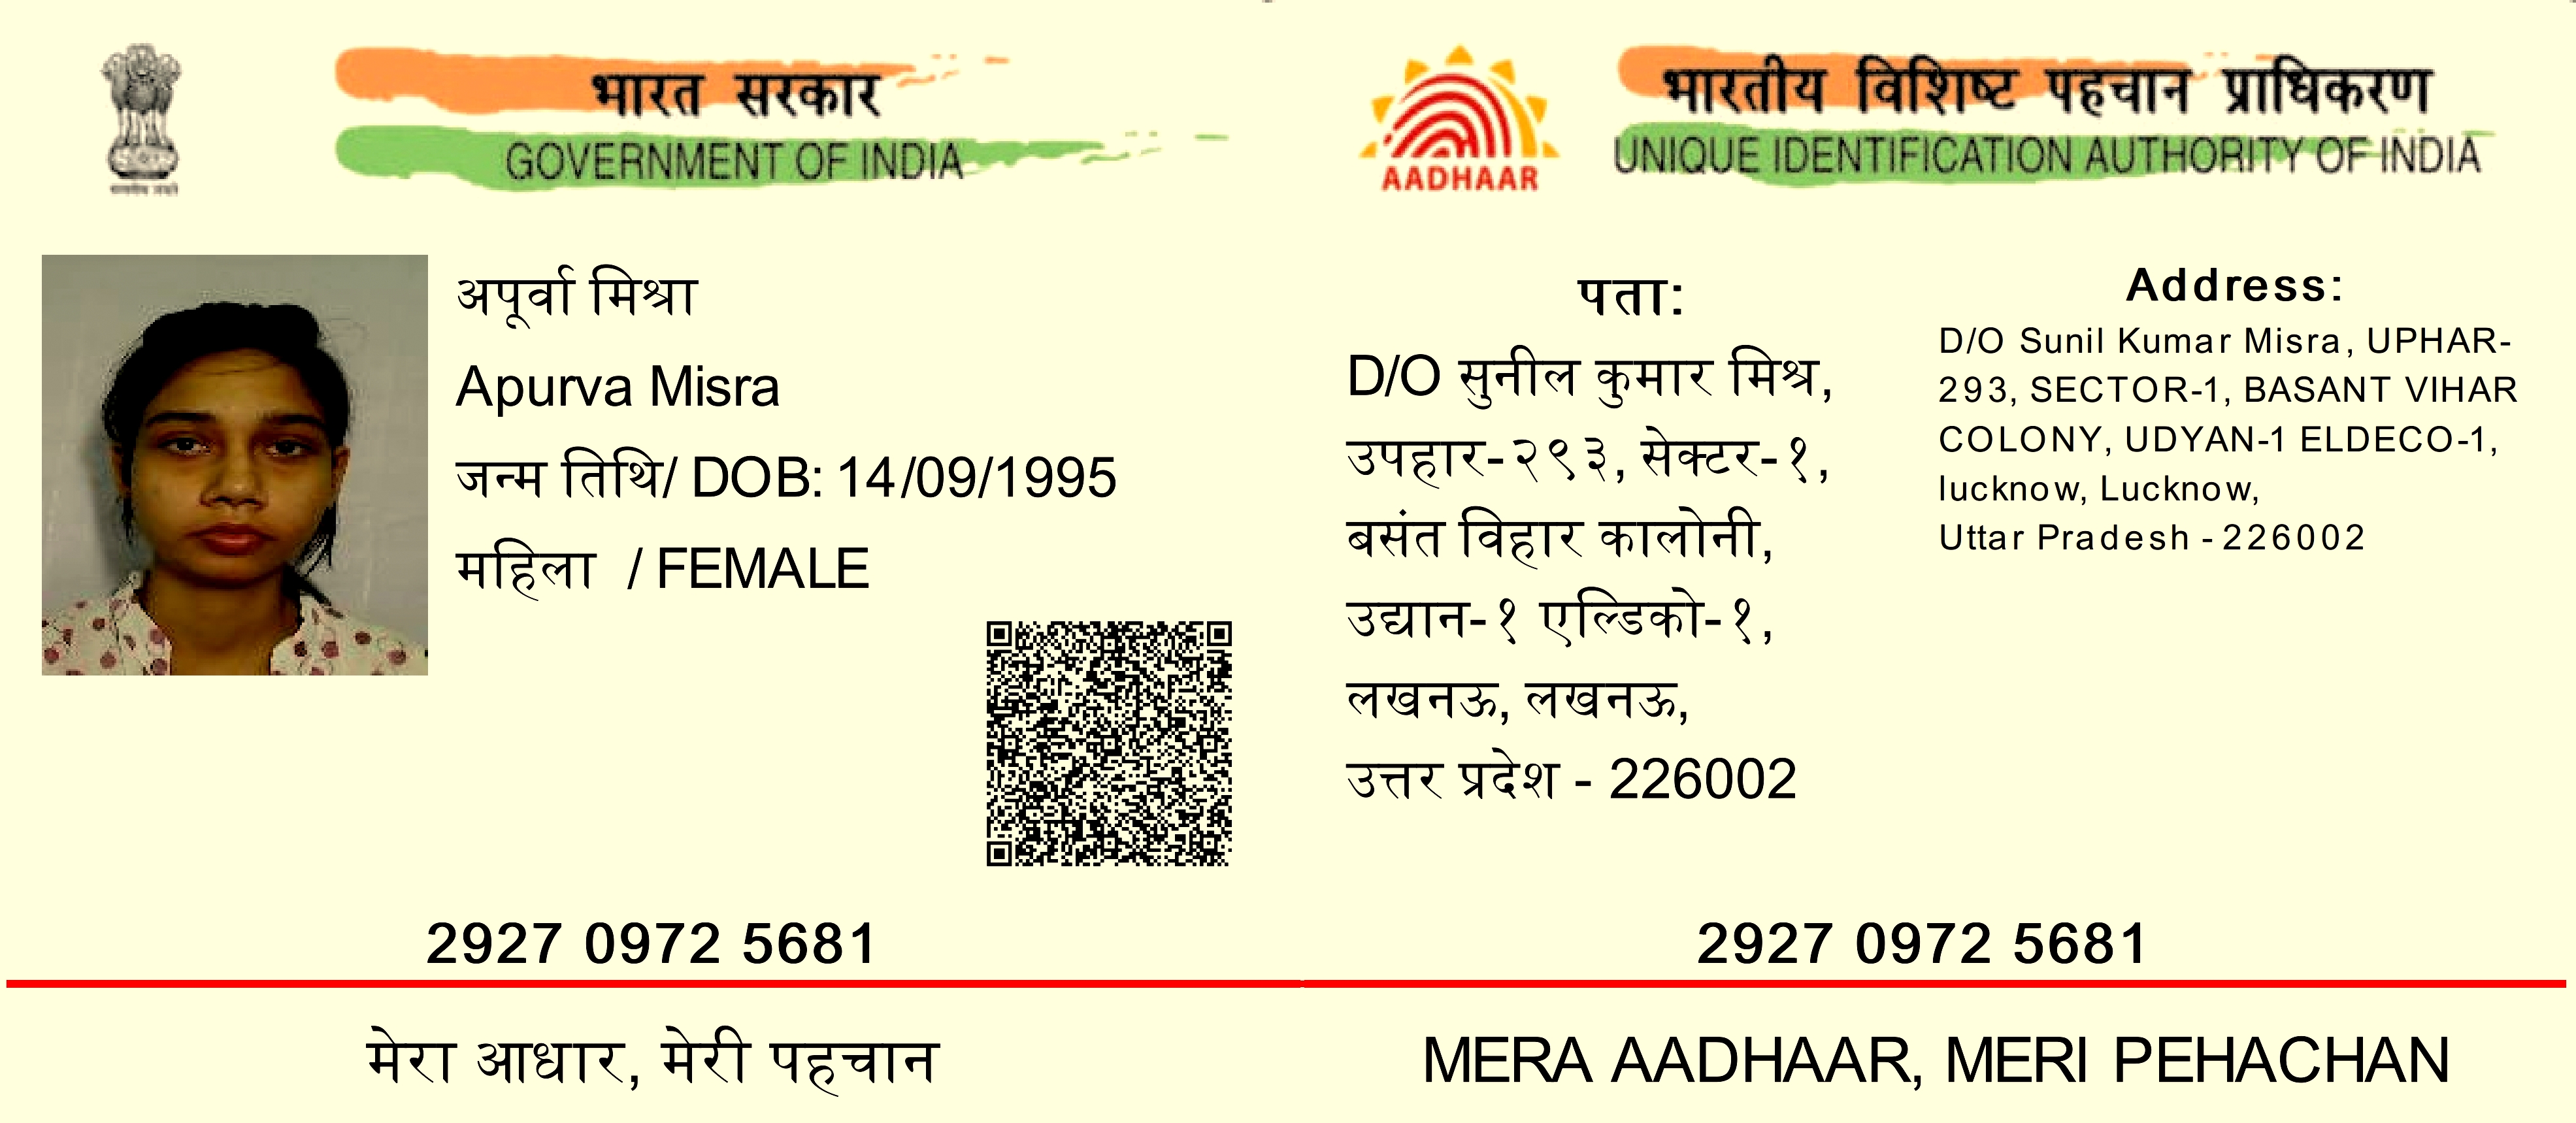 भारत सरकार
GOVERNMENT OF INDIA
अपूर्वा मिश्रा
Apurva Misra
जन्म तिथि/ DOB: 14/09/1995
महिला / FEMALE
2927 0972 5681
मेरा आधार, मेरी पहचान
AADHAAR
भारतीय विशिष्ट पहचान प्राधिकरण
UNIQUE IDENTIFICATION AUTHORITY OF INDIA
पता:
D/O सुनील कुमार मिश्र,
उपहार-२९३, सेक्टर-१,
बसंत विहार कालोनी,
उद्यान-१ एल्डिको-१,
लखनऊ, लखनऊ,
उत्तर प्रदेश - 226002
Address:
D/O Sunil Kumar Misra, UPHAR-
293, SECTOR-1, BASANT VIHAR
COLONY, UDYAN-1 ELDECO-1,
lucknow, Lucknow,
Uttar Pradesh - 226002
2927 0972 5681
MERA AADHAAR, MERI PEHACHAN